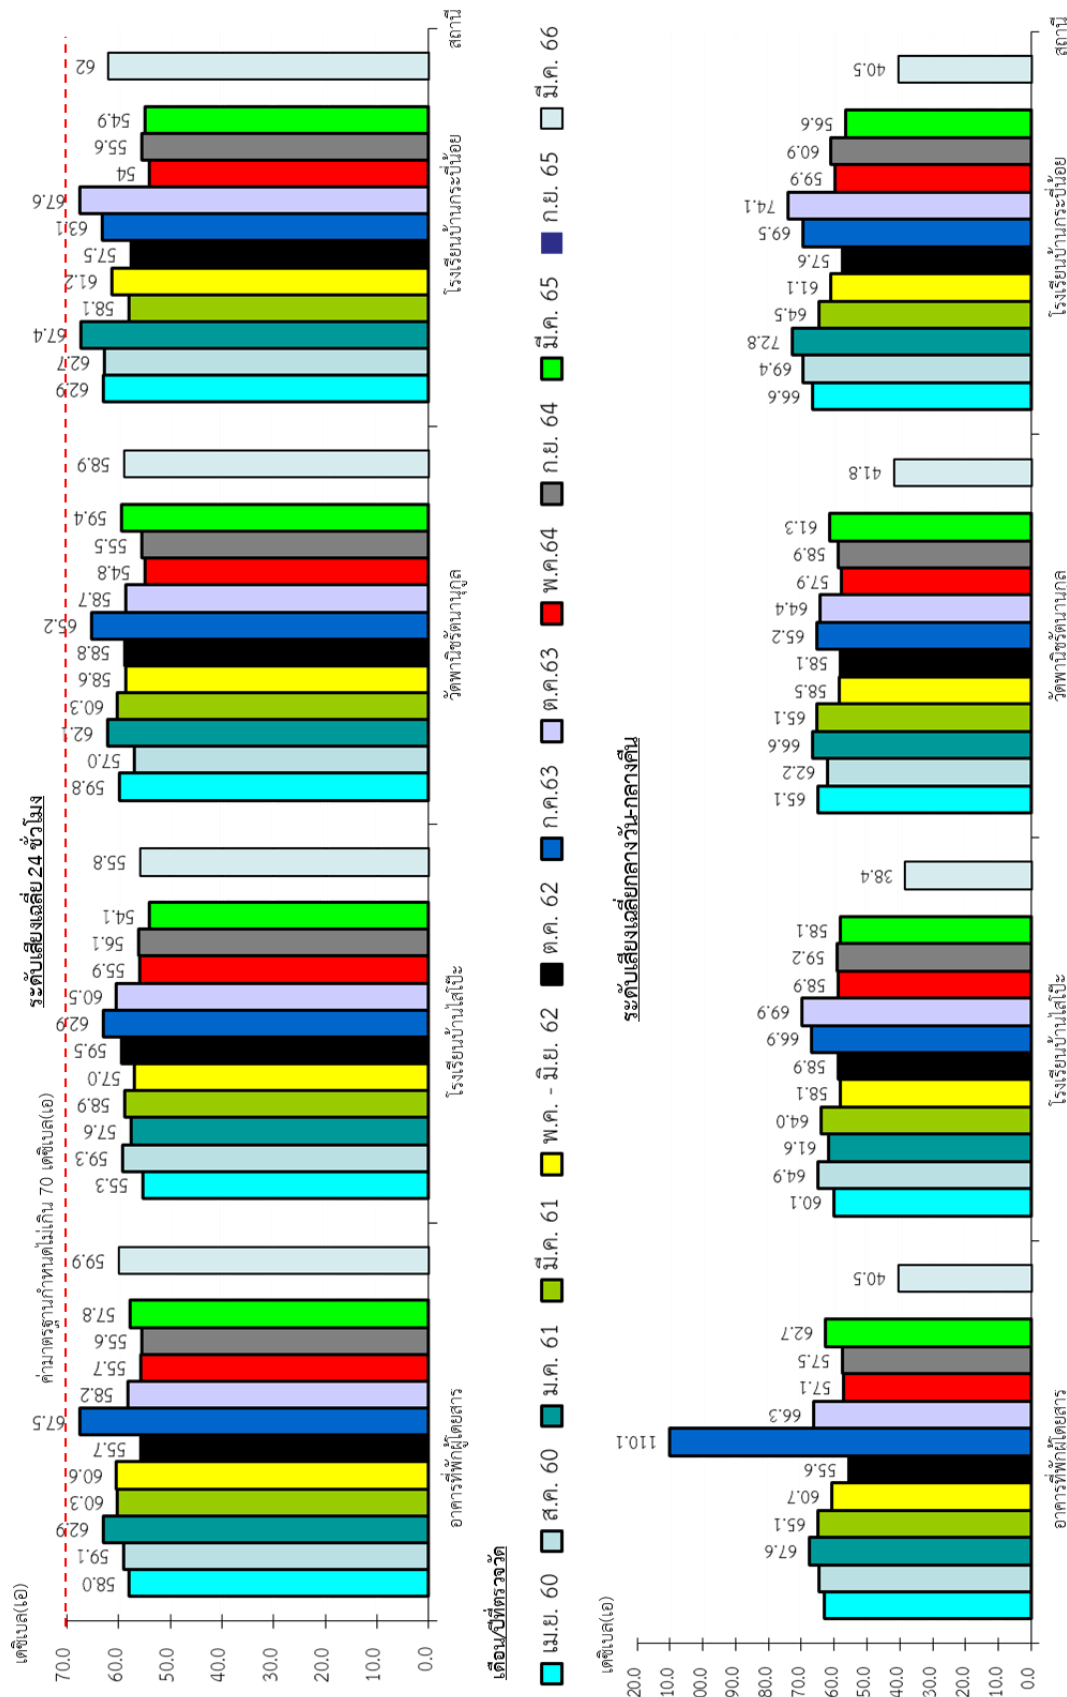 ระดับเสียงเฉลี่ย 24 ชั่วโมง
เดซิเบล(เอ)
ค่ามาตรฐานกำหนดไม่เกิน 70 เดซิเบล(เอ)
70.0
60.0
50.0
40.0
30.0
20.0
10.0
0.0
58.0 59.1 62.9 60.3 60.6 55.7 67.5 58.2 55.7 55.6 57.8 59.9
55.3 59.3 57.6 58.9 57.0 59.5 62.9 60.5 55.9 56.1 54.1 55.8
59.8 57.0 62.1 60.3 58.6 58.8 65.2 58.7 54.8 55.5 59.4 58.9
62.9 62.7 67.4 58.1 61.2 57.5 63.1 67.6 54 55.6 54.9 62
อาคารที่พักผู้โดยสาร โรงเรียนบ้านไสโป๊ะ วัดพานิชรัตนานุกูล โรงเรียนบ้านกระบี่น้อย สถานี
เดือน/ปีที่ตรวจวัด
เม.ย. 60 ส.ค. 60 ม.ค. 61 มี.ค. 61 พ.ค. - มิ.ย. 62 ต.ค. 62 ก.ค.63 ต.ค.63 พ.ค.64 ก.ย. 64 มี.ค. 65 ก.ย. 65 มี.ค. 66
ระดับเสียงเฉลี่ยกลางวัน-กลางคืน
เดซิเบล(เอ)
20.0
00.0
90.0
80.0
70.0
60.0
50.0
40.0
30.0
20.0
10.0
0.0
67.6 65.1 60.7 55.6 110.1 66.3 57.1 57.5 62.7 40.5
60.1 64.9 61.6 64.0 58.1 58.9 66.9 69.9 58.9 59.2 58.1 38.4
65.1 62.2 66.6 65.1 58.5 58.1 65.2 64.4 57.9 58.9 61.3 41.8
66.6 69.4 72.8 64.5 61.1 57.6 69.5 74.1 59.9 60.9 56.6 40.5
อาคารที่พักผู้โดยสาร โรงเรียนบ้านไสโป๊ะ วัดพานิชรัตนานุกูล โรงเรียนบ้านกระบี่น้อย สถานี